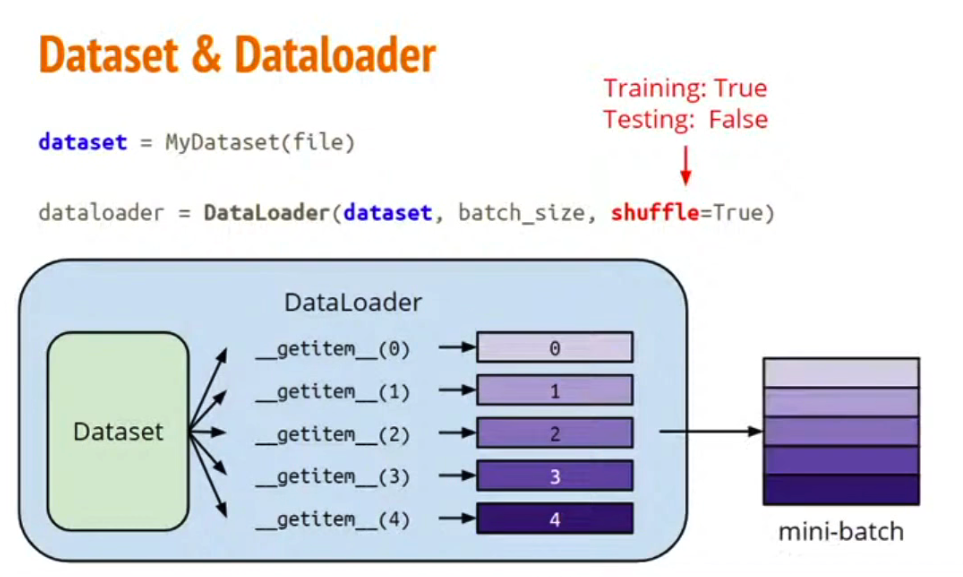 Dataset & Dataloader
Training: True
Testing: False
dataset = MyDataset(file)
dataloader = DataLoader(dataset, batch_size, shuffle=True)
DataLoader
Dataset
__getitem__(0)
0
__getitem__(1)
1
__getitem__(2)
2
__getitem__(3)
3
__getitem__(4)
4
mini-batch